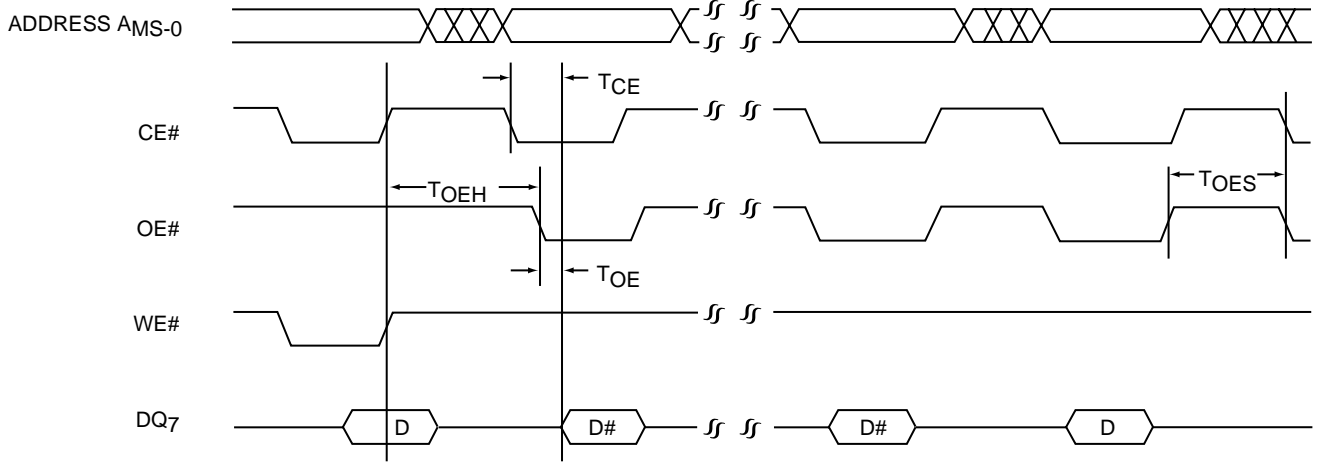 ADDRESS AMS-0
TCE
CE#
TOEH
TOES
OE#
TOE
WE#
DQ7
D
D#
D#
D